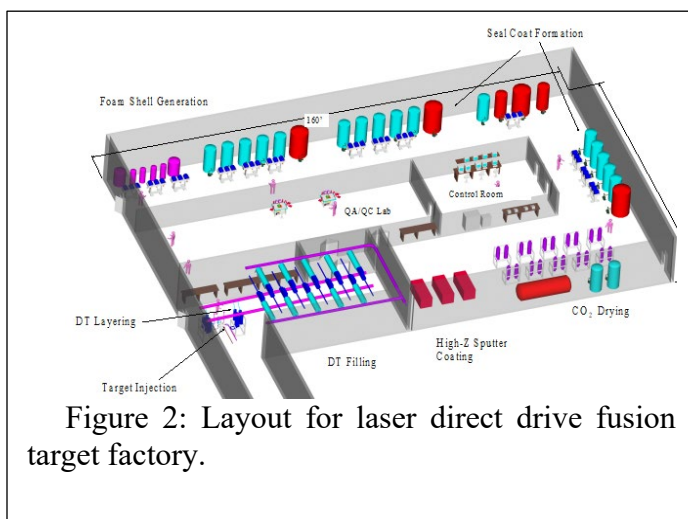 Seal Coat Formation
Foam Shell Generation
160'
QA/QC Lab
Control Room
DT Layering
Target Injection
DT Filling
High-Z Sputter
Coating
CO₂ Drying
Figure 2: Layout for laser direct drive fusion
target factory.